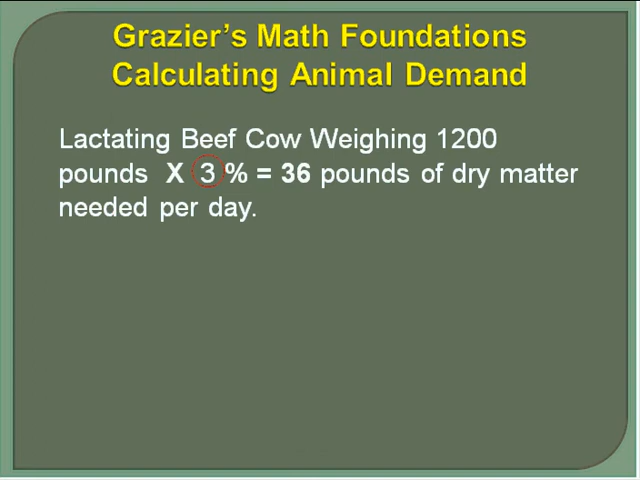 Grazier's Math Foundations
Calculating Animal Demand
Lactating Beef Cow Weighing 1200
pounds X 3 % = 36 pounds of dry matter
needed per day.